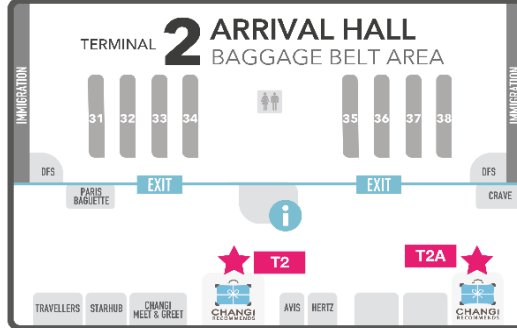 TERMINAL 2 ARRIVAL HALL
BAGGAGE BELT AREA
IMMIGRATION
IMMIGRATION
31 32 33 34
35 36 37 38
DFS
DFS
EXIT
EXIT
PARIS
BAGUETTE
CRAVE
i
T2
T2A
TRAVELLERS
STARHUB
CHANGI
MEET & GREET
CHANGI
RECOMMENDS
AVIS
HERTZ
CHANGI
RECOMMENDS